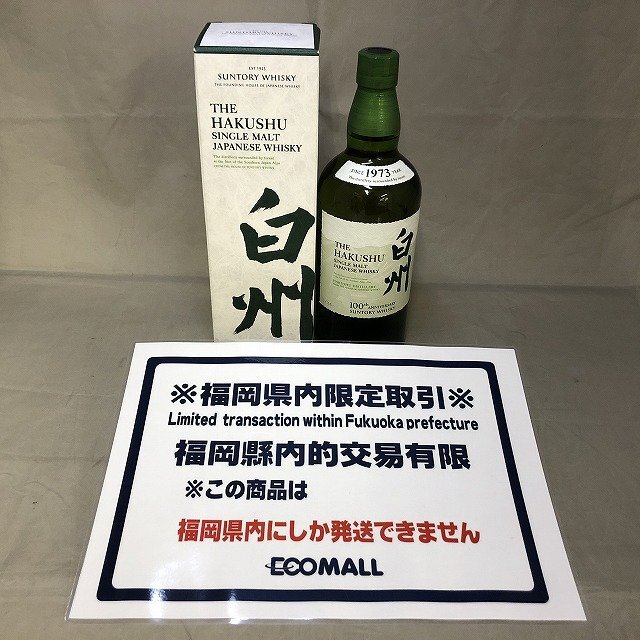 EST 1923
SUNTORY WHISKY
THE FOUNDING HOUSE OF JAPANESE WHISKY
THE
HAKUSHU
SINGLE MALT
JAPANESE WHISKY
白州
SINCE 1973 YEAR
THE
HAKUSHU
SINGLE MALT
JAPANESE WHISKY
白州
100th ANNIVERSARY
SUNTORY WHISKY
※福岡県内限定取引※
Limited transaction within Fukuoka prefecture
福岡縣内的交易有限
※この商品は
福岡県内にしか発送できません
ECOMALL